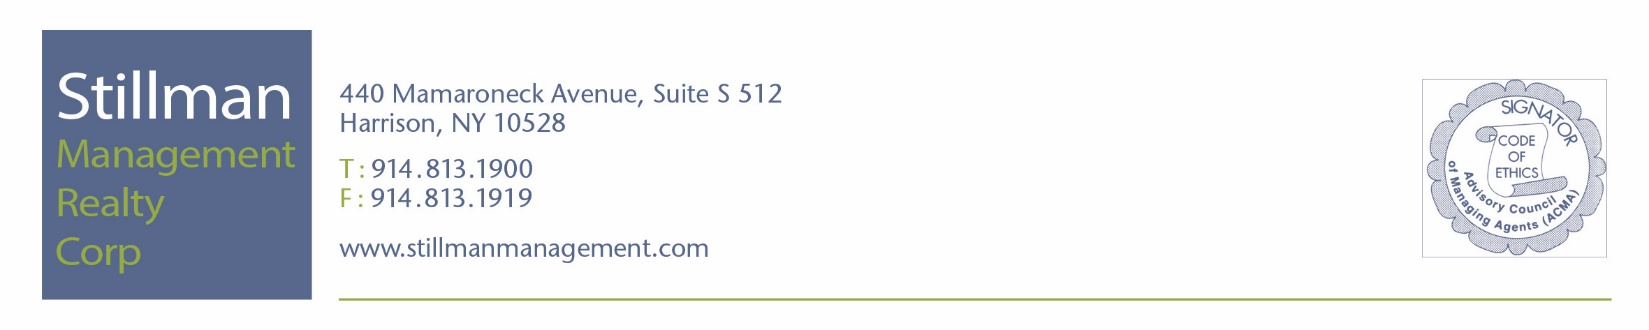 Stillman
Management
Realty
Corp
440 Mamaroneck Avenue, Suite S 512
Harrison, NY 10528
T: 914.813.1900
F: 914.813.1919
www.stillmanmanagement.com
SIGNATOR
CODE
OF
ETHICS
Advisory Council
of Managing Agents (ACMA)